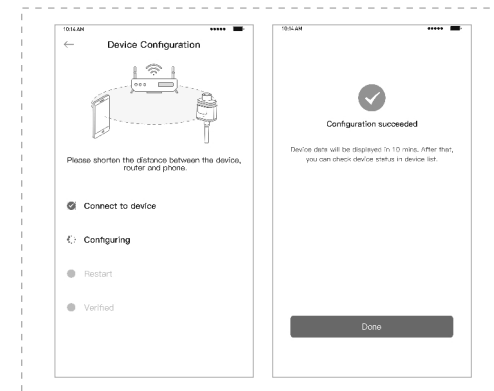 10:14 AM
Device Configuration
Please shorten the distance between the device,
router and phone.
Connect to device
Configuring
Restart
Verified
10:14 AM
Configuration succeeded
Device data will be displayed in 10 mins. After that,
you can check device status in device list.
Done